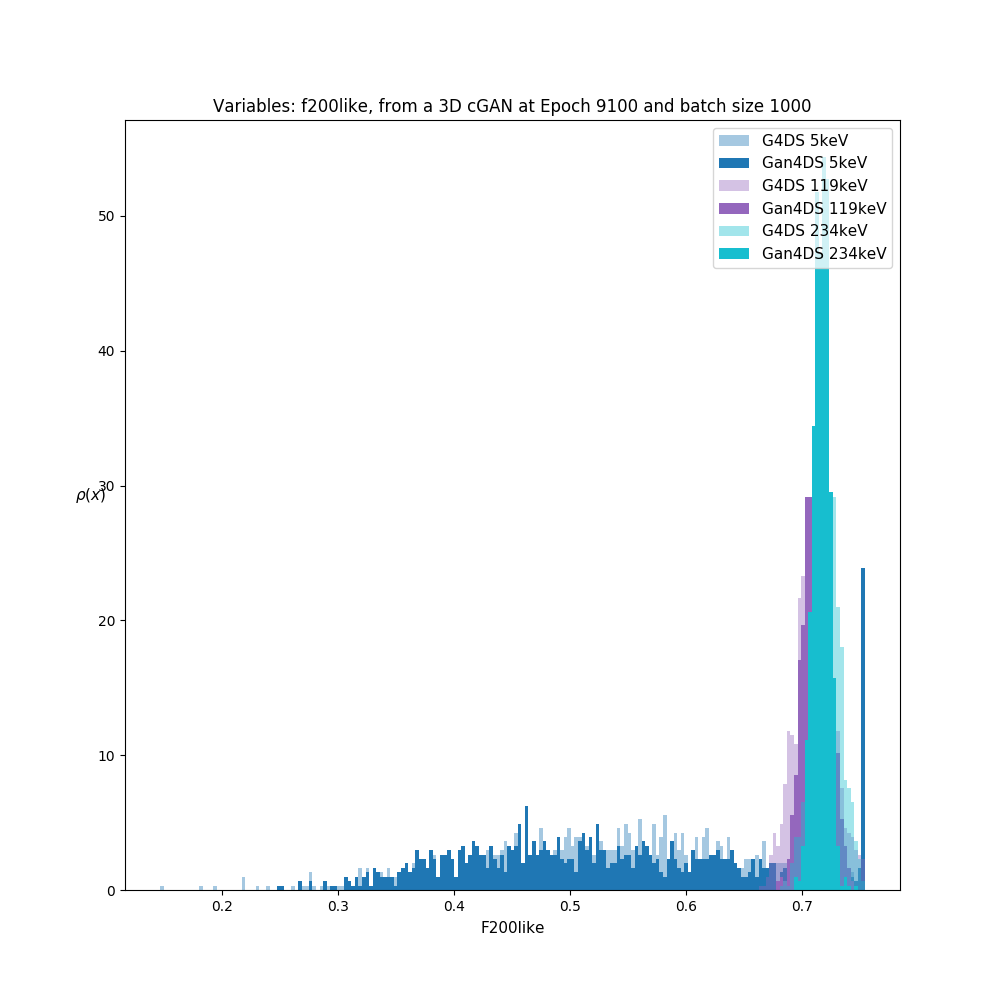 Variables: f200like, from a 3D cGAN at Epoch 9100 and batch size 1000
G4DS 5keV
Gan4DS 5keV
G4DS 119keV
Gan4DS 119keV
G4DS 234keV
Gan4DS 234keV
50
40
30
ρ(x)
20
10
0
0.2 0.3 0.4 0.5 0.6 0.7
F200like